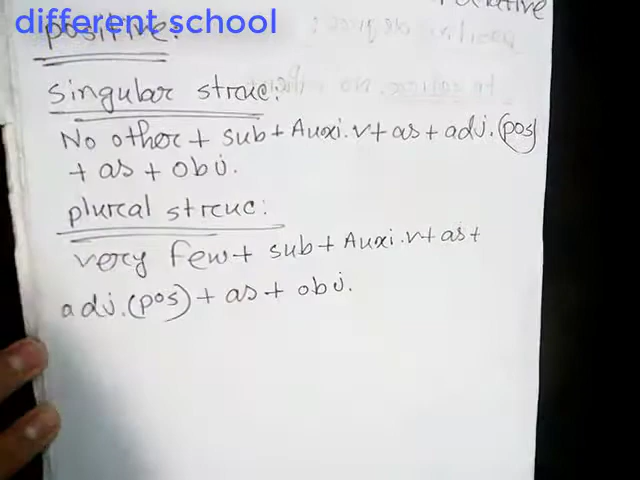 different school
positive:
singular struc:
No other + sub + Auxi.v + as + adj.(pos)
+ as + obj.
plural struc:
very few + sub + Auxi.v + as +
adj.(pos) + as + obj.